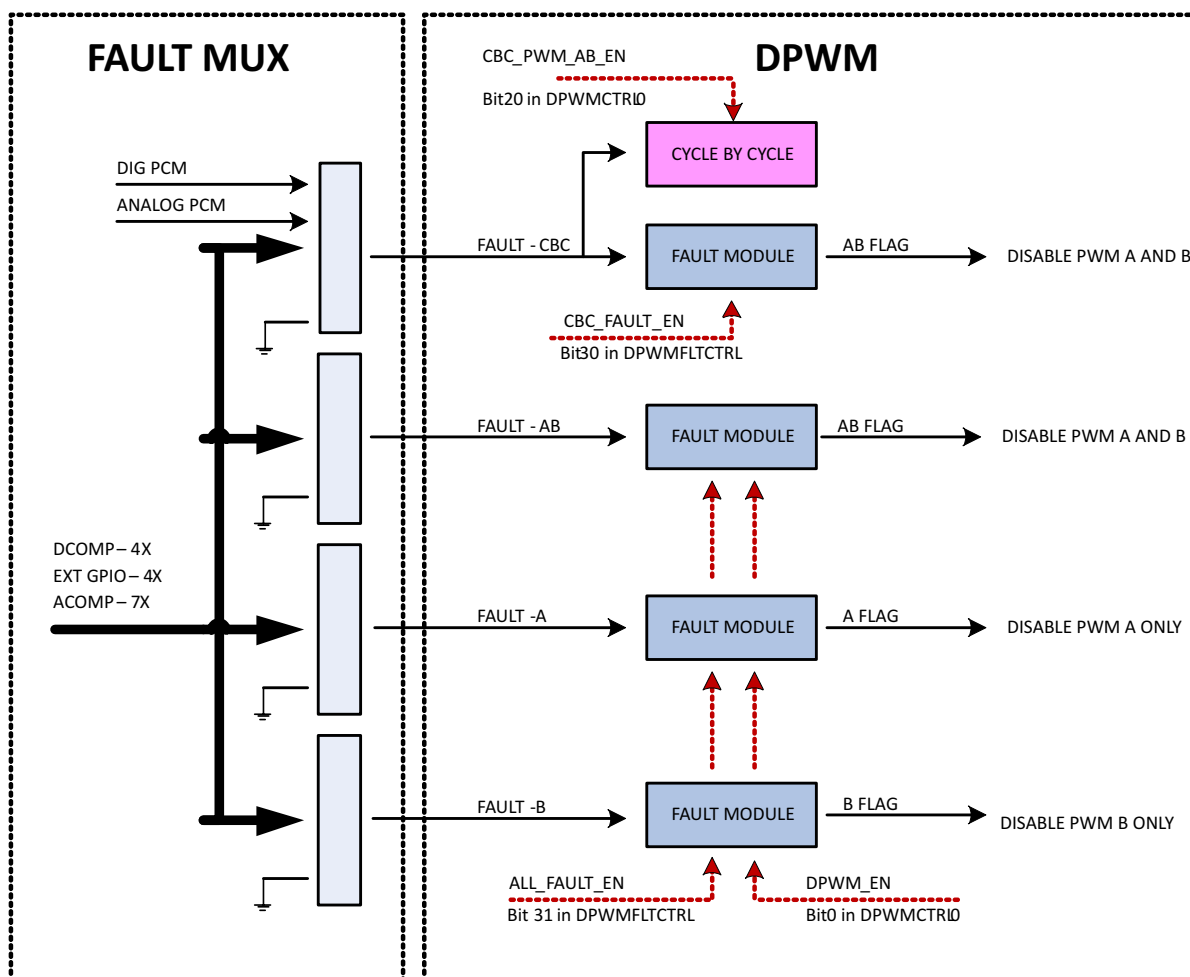 FAULT MUX
DPWM
CBC_PWM_AB_EN
Bit20 in DPWMCTRL0
CYCLE BY CYCLE
DIG PCM
ANALOG PCM
FAULT - CBC
FAULT MODULE
AB FLAG
DISABLE PWM A AND B
CBC_FAULT_EN
Bit30 in DPWMFLTCTRL
FAULT - AB
FAULT MODULE
AB FLAG
DISABLE PWM A AND B
DCOMP – 4X
EXT GPIO – 4X
ACOMP – 7X
FAULT -A
FAULT MODULE
A FLAG
DISABLE PWM A ONLY
FAULT -B
FAULT MODULE
B FLAG
DISABLE PWM B ONLY
ALL_FAULT_EN
Bit 31 in DPWMFLTCTRL
DPWM_EN
Bit0 in DPWMCTRL0